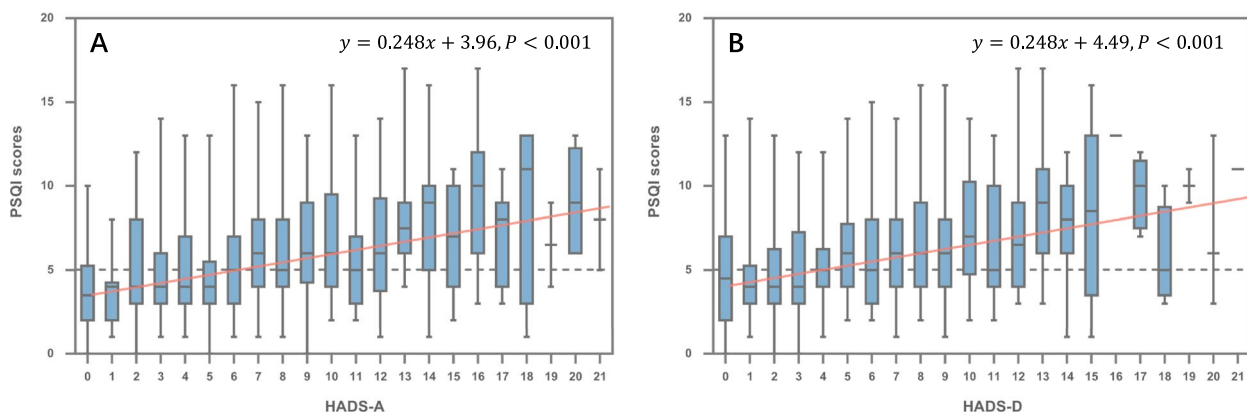 A
y = 0.248x + 3.96, P < 0.001
PSQI scores
20
15
10
5
0
0 1 2 3 4 5 6 7 8 9 10 11 12 13 14 15 16 17 18 19 20 21
HADS-A
B
y = 0.248x + 4.49, P < 0.001
PSQI scores
20
15
10
5
0
0 1 2 3 4 5 6 7 8 9 10 11 12 13 14 15 16 17 18 19 20 21
HADS-D